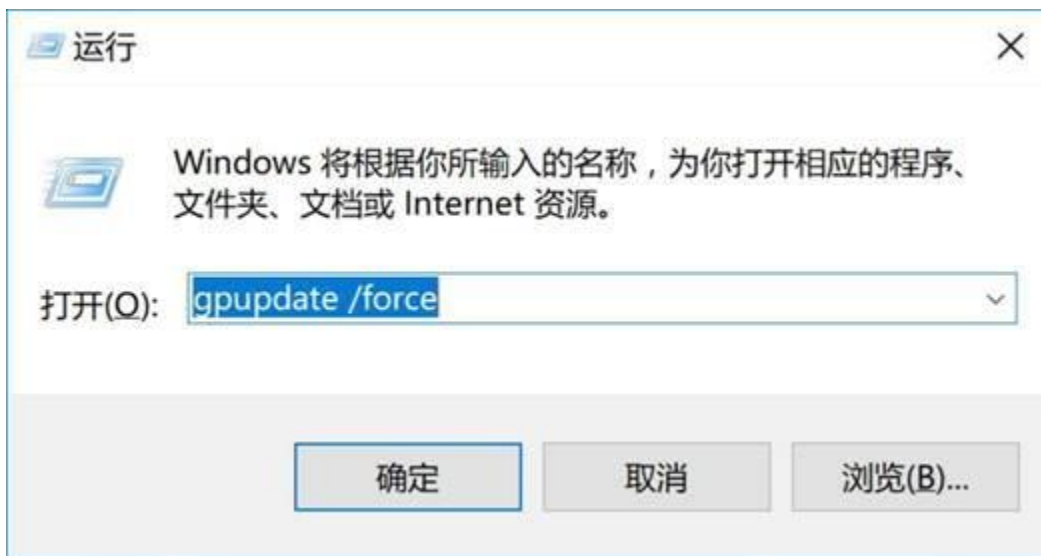 运行
Windows 将根据你所输入的名称，为你打开相应的程序、
文件夹、文档或 Internet 资源。
打开(O): gpupdate /force
确定 取消 浏览(B)...